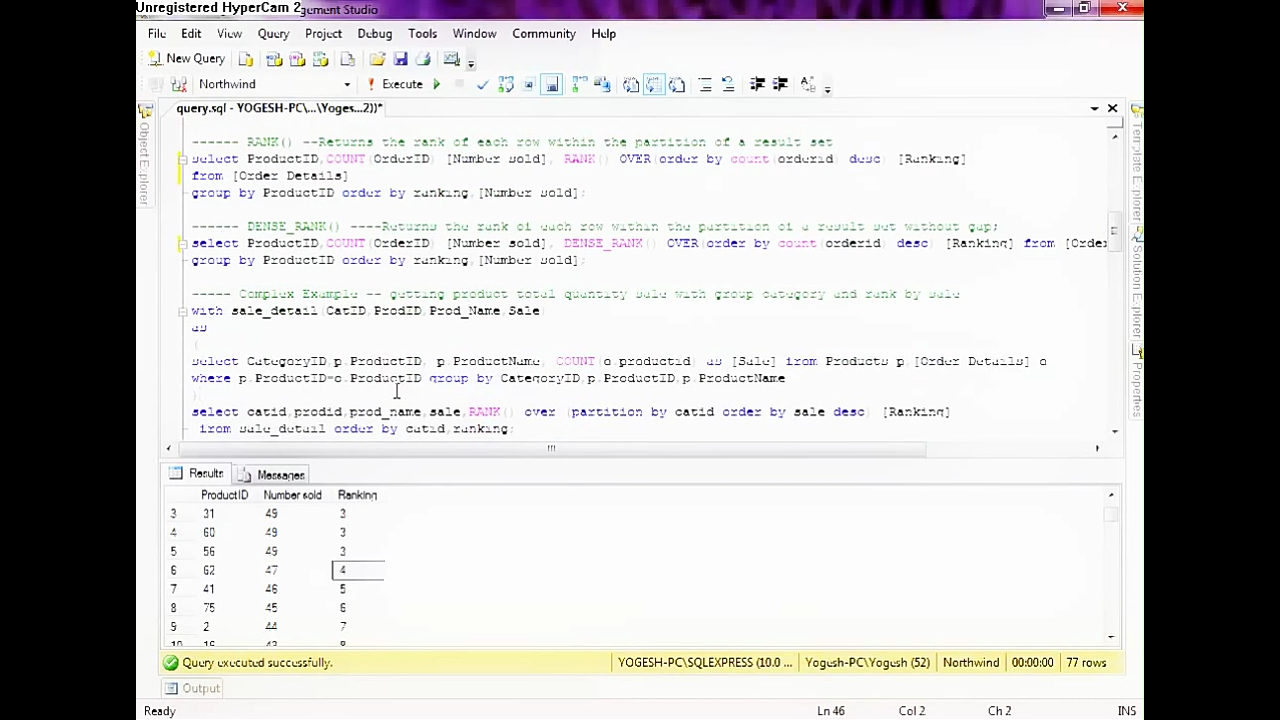 Unregistered HyperCam 2
gement Studio
File Edit View Query Project Debug Tools Window Community Help
New Query
Northwind Execute
query.sql - YOGESH-PC\...\Yoges...2))*
Object Explorer
Template Explorer
Solution Explorer
------ RANK() --Returns the rank of each row within the partition of a result set
select ProductID,COUNT(OrderID) [Number sold], RANK() OVER(order by count(orderid) desc) [Ranking]
from [Order Details]
group by ProductID order by ranking,[Number sold];
------ DENSE_RANK() ----Returns the rank of each row within the partition of a result set without gap;
select ProductID,COUNT(OrderID) [Number sold], DENSE_RANK() OVER(order by count(orderid) desc) [Ranking] from [Order
group by ProductID order by ranking,[Number sold];
----- Complex Example -- getting product total quantity sale with group category and rank by sale
with sale_detail(CatID,ProdID,Prod_Name,Sale)
as
(
select CategoryID,p.ProductID, p.ProductName, COUNT(o.productid) as [Sale] from Products p,[Order Details] o
where p.ProductID=o.ProductID group by CategoryID,p.ProductID,p.ProductName
)
select catid,prodid,prod_name,sale,RANK() over (partition by catid order by sale desc) [Ranking]
from sale_detail order by catid,ranking;
Results Messages
ProductID Number sold Ranking
3 31 49 3
4 60 49 3
5 56 49 3
6 62 47 4
7 41 46 5
8 75 45 6
9 2 44 7
10 16 43 8
Query executed successfully. YOGESH-PC\SQLEXPRESS (10.0 ... Yogesh-PC\Yogesh (52) Northwind 00:00:00 77 rows
Output
Ready Ln 46 Col 2 Ch 2 INS